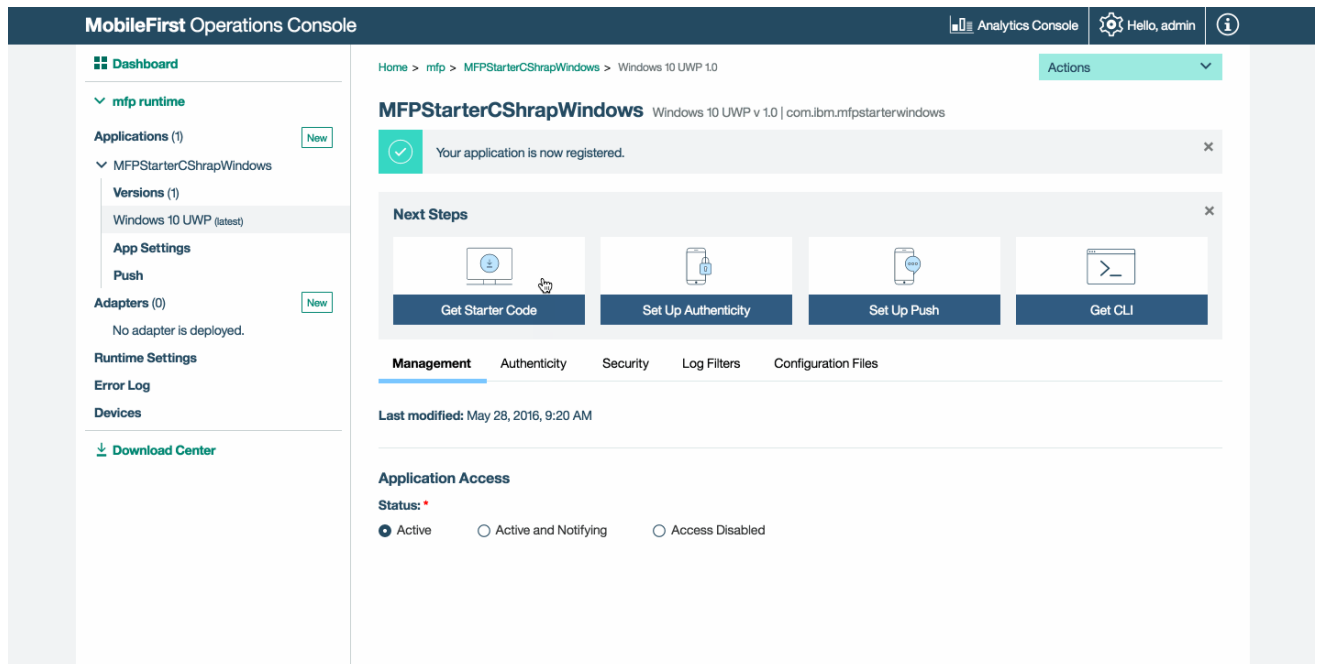 MobileFirst Operations Console
Analytics Console
Hello, admin
Dashboard
mfp runtime
Applications (1)
New
MFPStarterCShrapWindows
Versions (1)
Windows 10 UWP (latest)
App Settings
Push
Adapters (0)
New
No adapter is deployed.
Runtime Settings
Error Log
Devices
Download Center
Home > mfp > MFPStarterCShrapWindows > Windows 10 UWP 1.0
Actions
MFPStarterCShrapWindows Windows 10 UWP v 1.0 | com.ibm.mfpstarterwindows
Your application is now registered.
Next Steps
Get Starter Code
Set Up Authenticity
Set Up Push
Get CLI
Management Authenticity Security Log Filters Configuration Files
Last modified: May 28, 2016, 9:20 AM
Application Access
Status: *
Active Active and Notifying Access Disabled